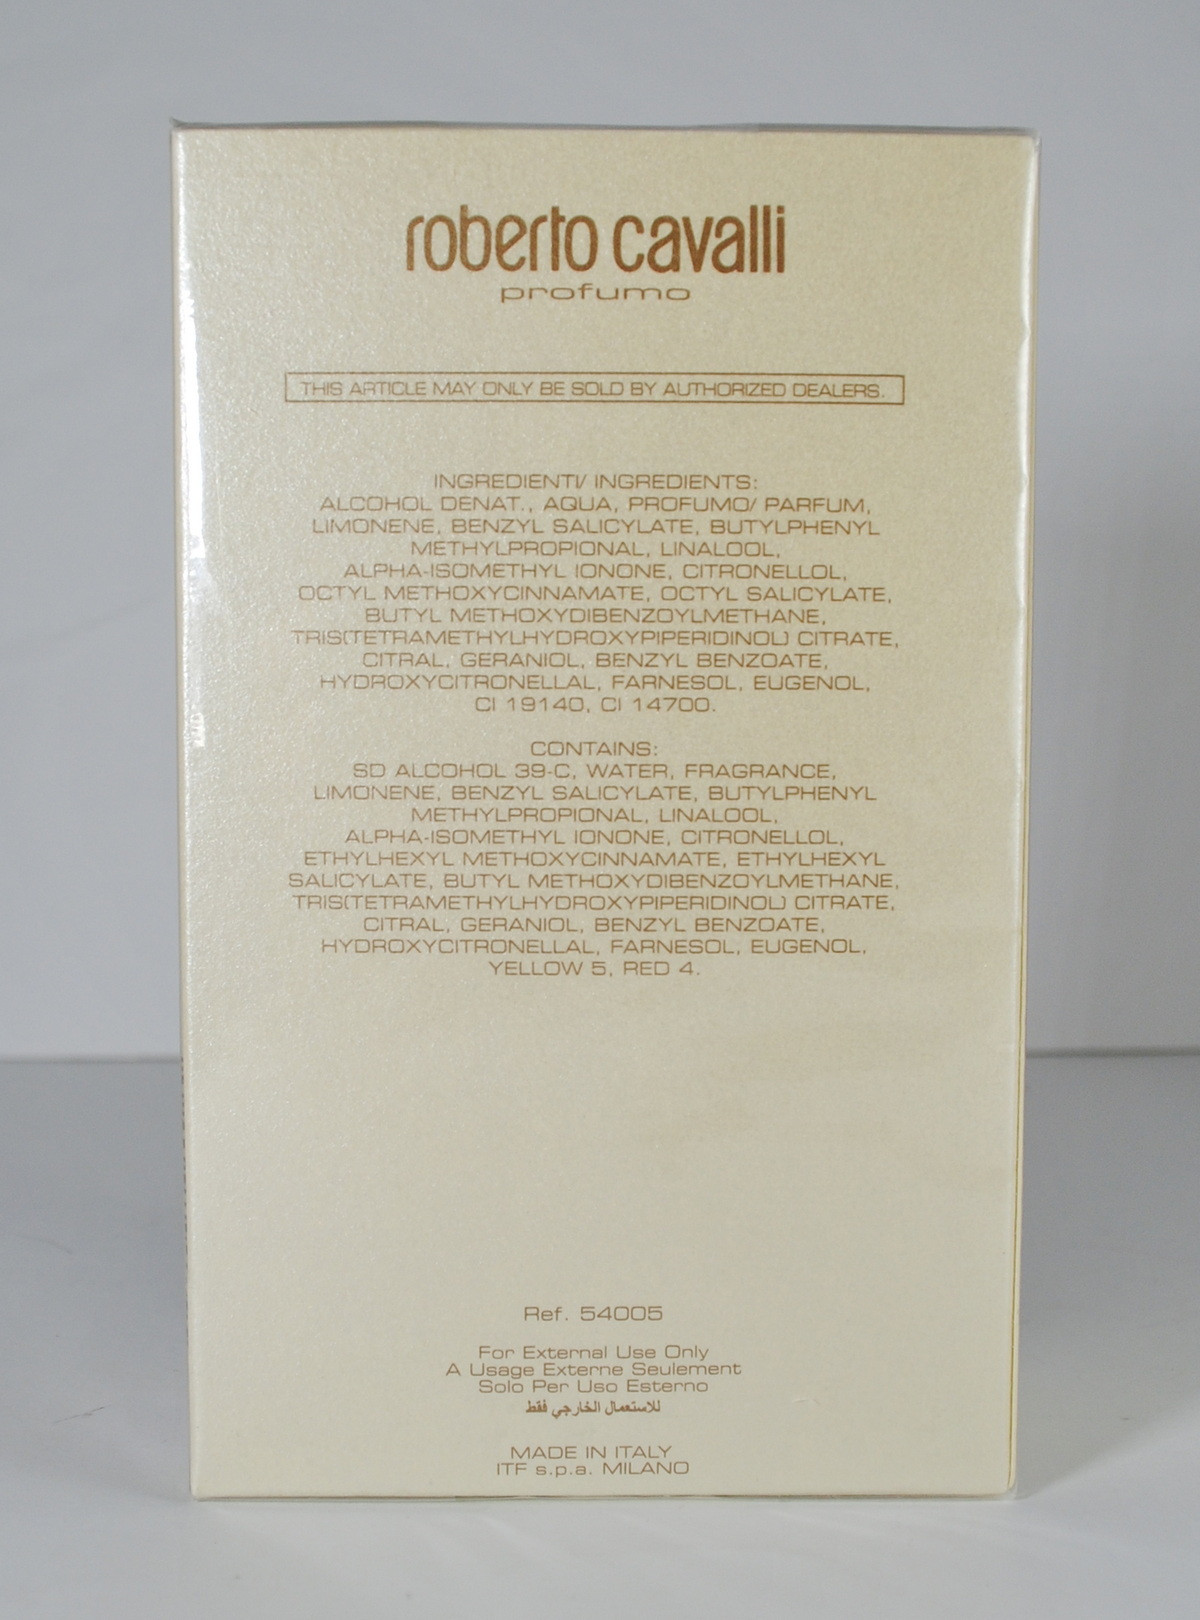 roberto cavalli
profumo
THIS ARTICLE MAY ONLY BE SOLD BY AUTHORIZED DEALERS.
INGREDIENTI/ INGREDIENTS:
ALCOHOL DENAT., AQUA, PROFUMO/ PARFUM,
LIMONENE, BENZYL SALICYLATE, BUTYLPHENYL
METHYLPROPIONAL, LINALOOL,
ALPHA-ISOMETHYL IONONE, CITRONELLOL,
OCTYL METHOXYCINNAMATE, OCTYL SALICYLATE,
BUTYL METHOXYDIBENZOYLMETHANE,
TRIS(TETRAMETHYLHYDROXYPIPERIDINOL) CITRATE,
CITRAL, GERANIOL, BENZYL BENZOATE,
HYDROXYCITRONELLAL, FARNESOL, EUGENOL,
CI 19140, CI 14700.
CONTAINS:
SD ALCOHOL 39-C, WATER, FRAGRANCE,
LIMONENE, BENZYL SALICYLATE, BUTYLPHENYL
METHYLPROPIONAL, LINALOOL,
ALPHA-ISOMETHYL IONONE, CITRONELLOL,
ETHYLHEXYL METHOXYCINNAMATE, ETHYLHEXYL
SALICYLATE, BUTYL METHOXYDIBENZOYLMETHANE,
TRIS(TETRAMETHYLHYDROXYPIPERIDINOL) CITRATE,
CITRAL, GERANIOL, BENZYL BENZOATE,
HYDROXYCITRONELLAL, FARNESOL, EUGENOL,
YELLOW 5, RED 4.
Ref. 54005
For External Use Only
A Usage Externe Seulement
Solo Per Uso Esterno
للاستعمال الخارجي فقط
MADE IN ITALY
ITF s.p.a. MILANO